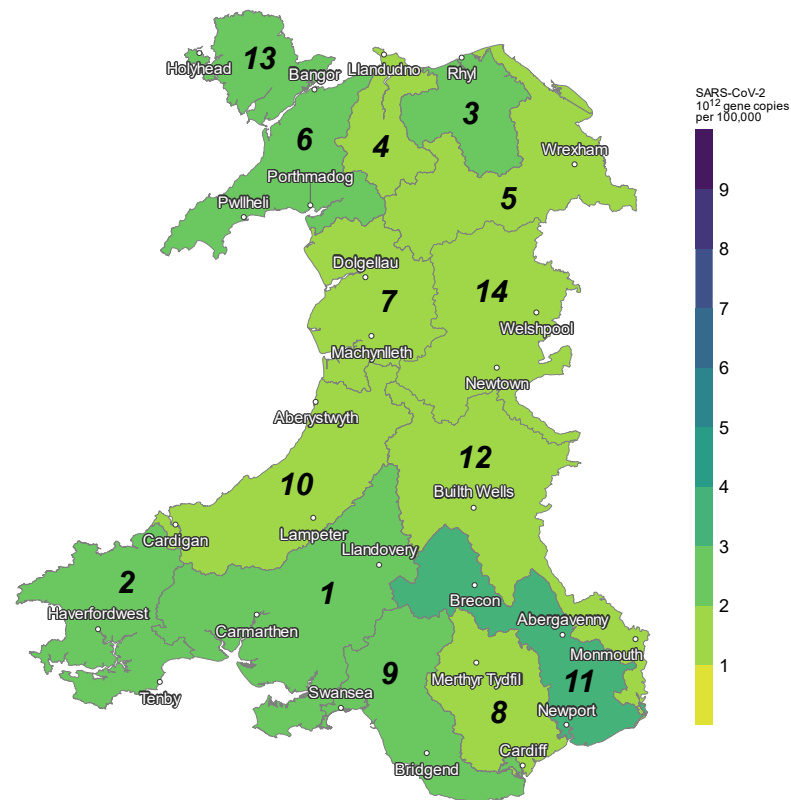 13
Holyhead
Bangor
Llandudno
Rhyl
SARS-CoV-2
10¹² gene copies
per 100,000
3
6
4
Wrexham
9
Porthmadog
Pwllheli
5
8
Dolgellau
7
14
7
Welshpool
Machynlleth
6
Newtown
Aberystwyth
5
12
10
Builth Wells
4
Cardigan
Lampeter
Llandovery
3
2
1
Brecon
Haverfordwest
2
Abergavenny
Carmarthen
Monmouth
9
Merthyr Tydfil
11
1
Tenby
Swansea
8
Newport
Cardiff
Bridgend